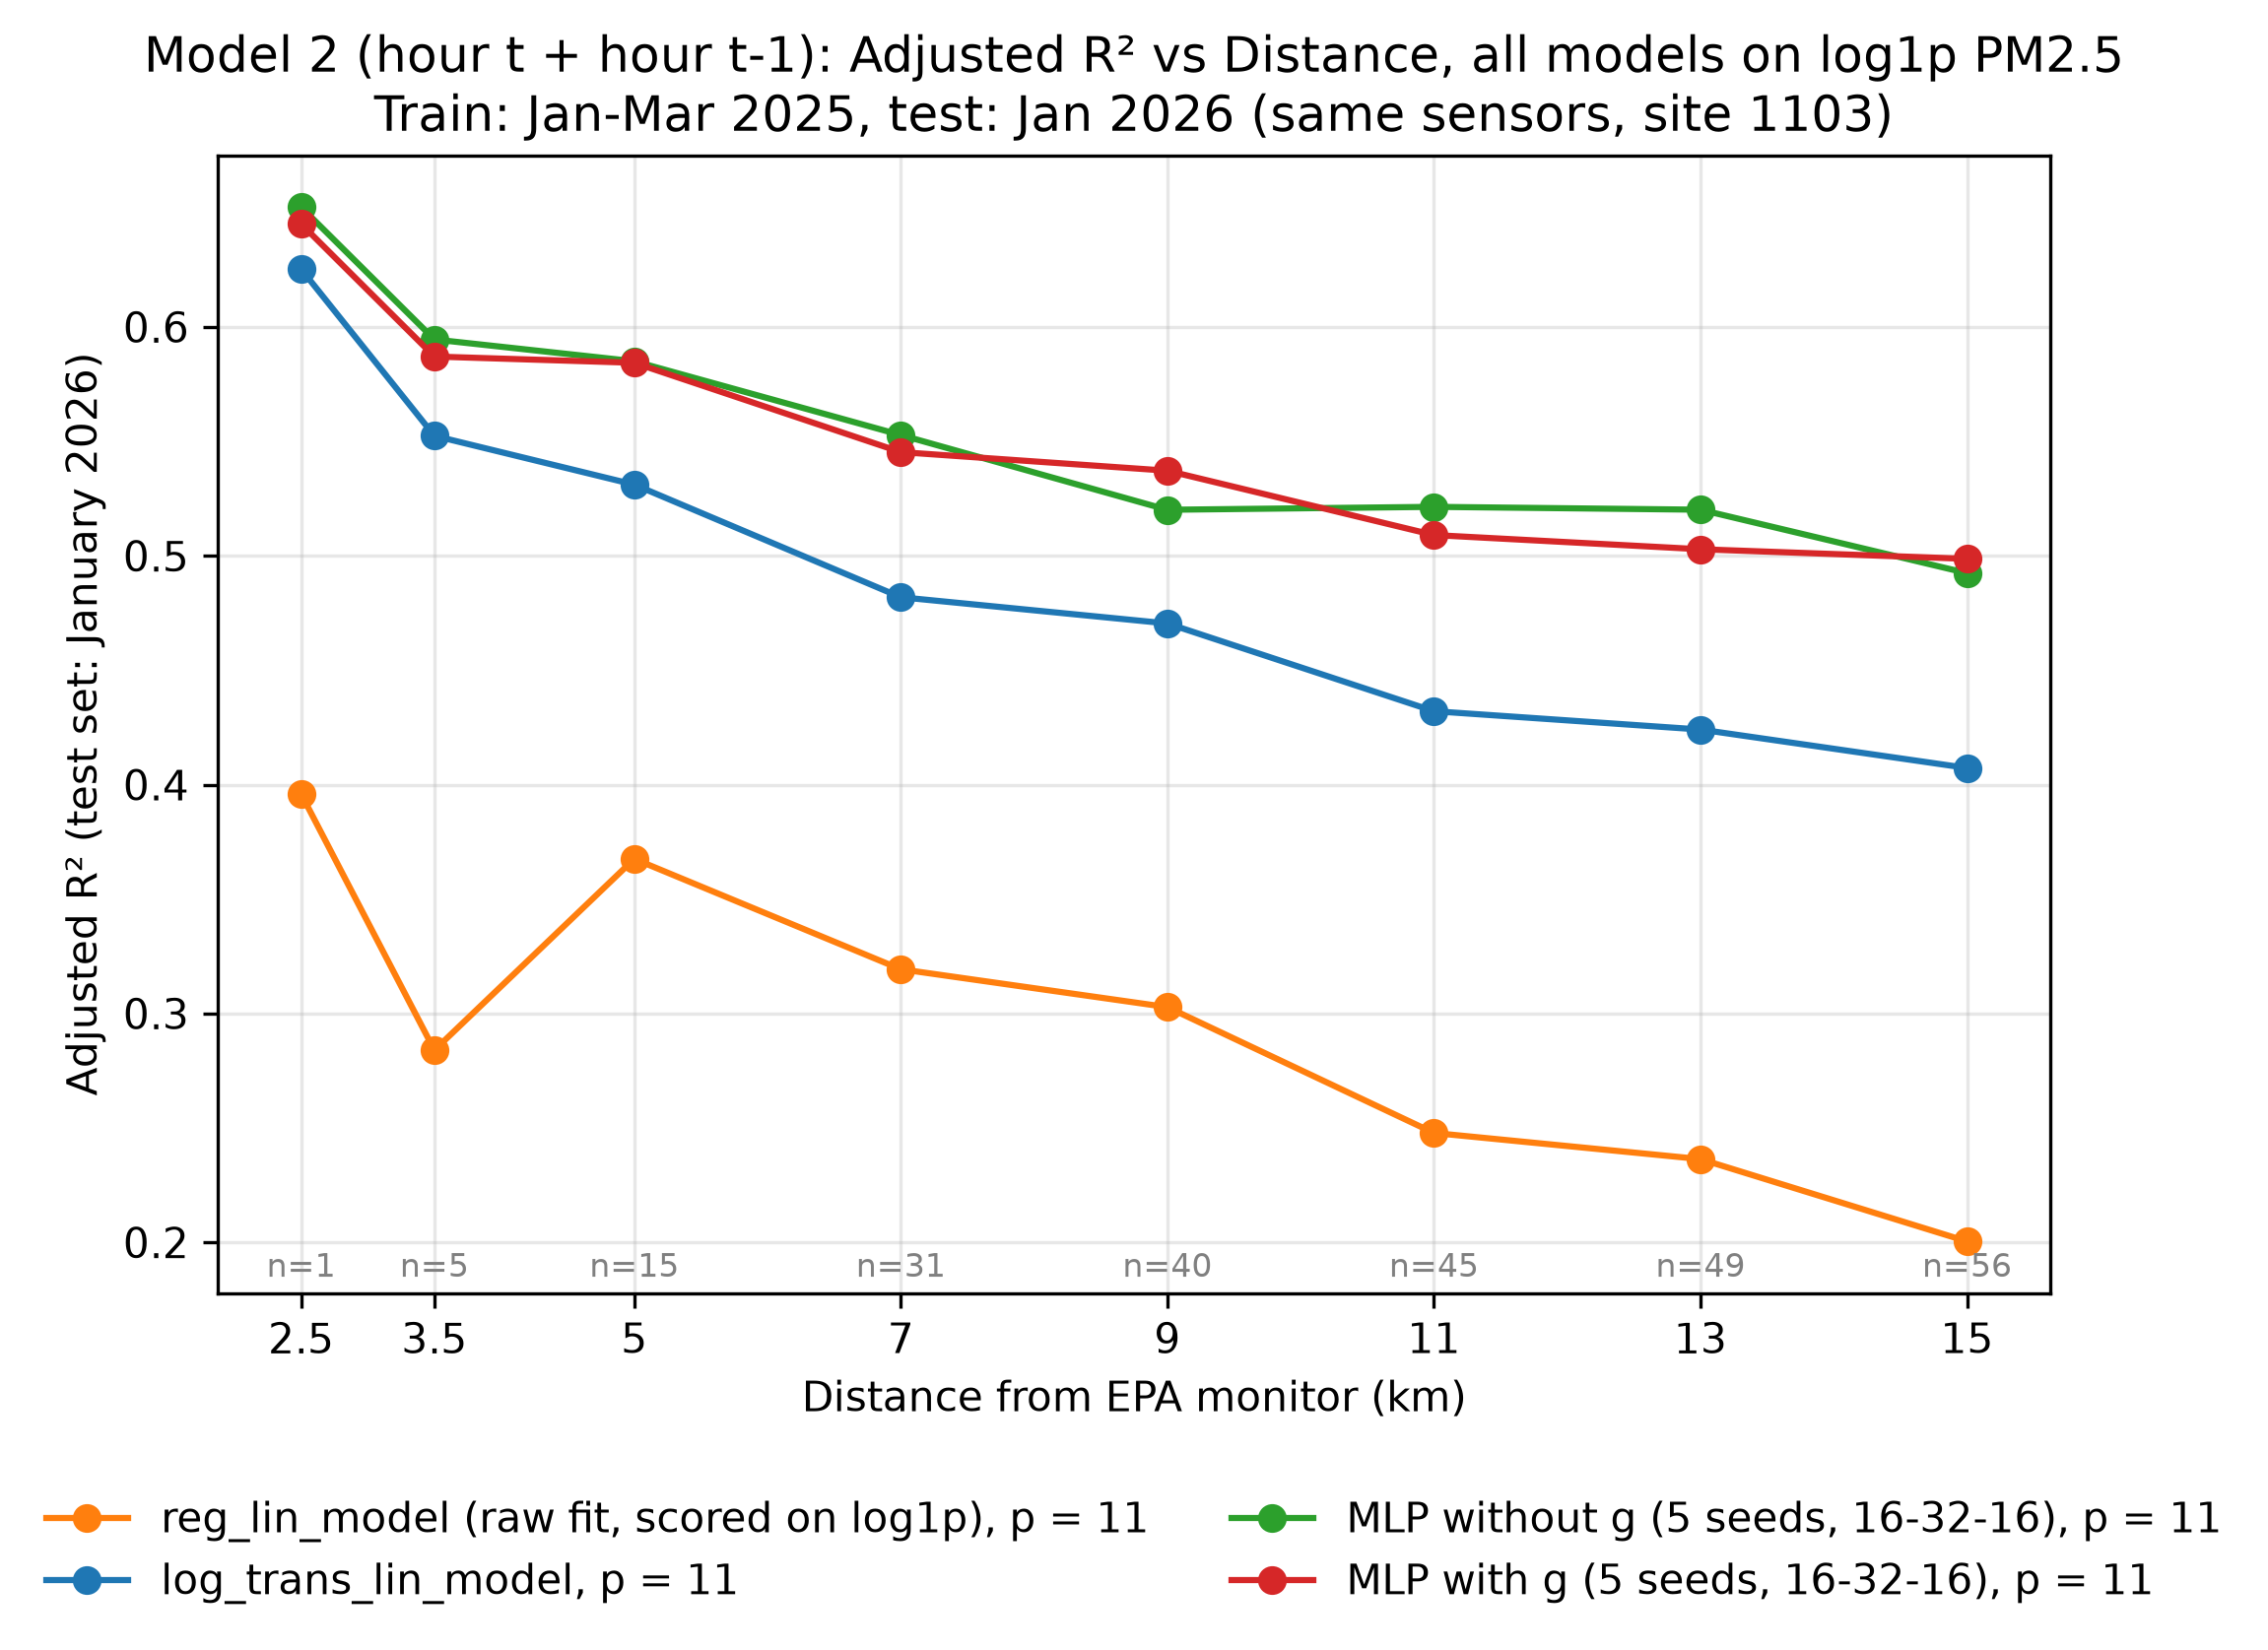 Model 2 (hour t + hour t-1): Adjusted R² vs Distance, all models on log1p PM2.5
Train: Jan-Mar 2025, test: Jan 2026 (same sensors, site 1103)
Adjusted R² (test set: January 2026)
0.6
0.5
0.4
0.3
0.2
n=1 n=5 n=15 n=31 n=40 n=45 n=49 n=56
2.5 3.5 5 7 9 11 13 15
Distance from EPA monitor (km)
reg_lin_model (raw fit, scored on log1p), p = 11
log_trans_lin_model, p = 11
MLP without g (5 seeds, 16-32-16), p = 11
MLP with g (5 seeds, 16-32-16), p = 11